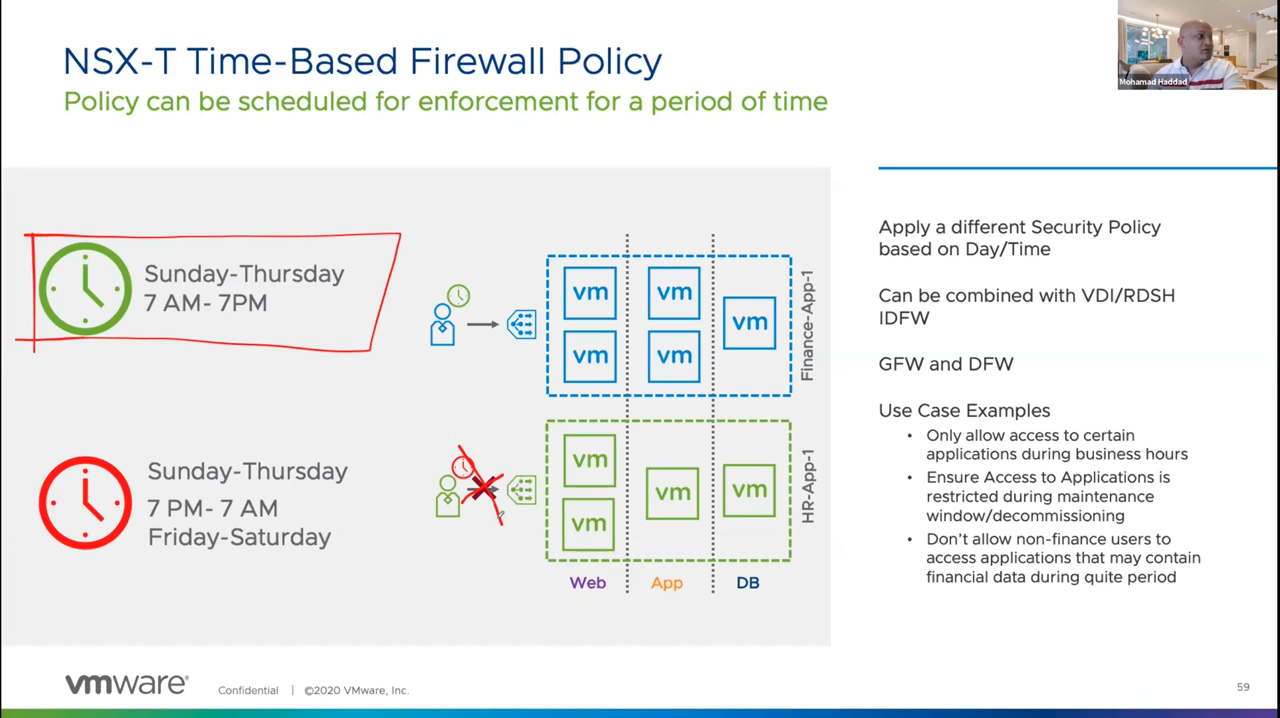 NSX-T Time-Based Firewall Policy
Policy can be scheduled for enforcement for a period of time
Mohamad Haddad
Sunday-Thursday
7 AM- 7PM
Sunday-Thursday
7 PM- 7 AM
Friday-Saturday
vm
vm
vm
vm
vm
Finance-App-1
vm
vm
vm
vm
HR-App-1
Web
App
DB
Apply a different Security Policy
based on Day/Time
Can be combined with VDI/RDSH
IDFW
GFW and DFW
Use Case Examples
• Only allow access to certain
applications during business hours
• Ensure Access to Applications is
restricted during maintenance
window/decommissioning
• Don't allow non-finance users to
access applications that may contain
financial data during quite period
vmware®
Confidential | ©2020 VMware, Inc.
59